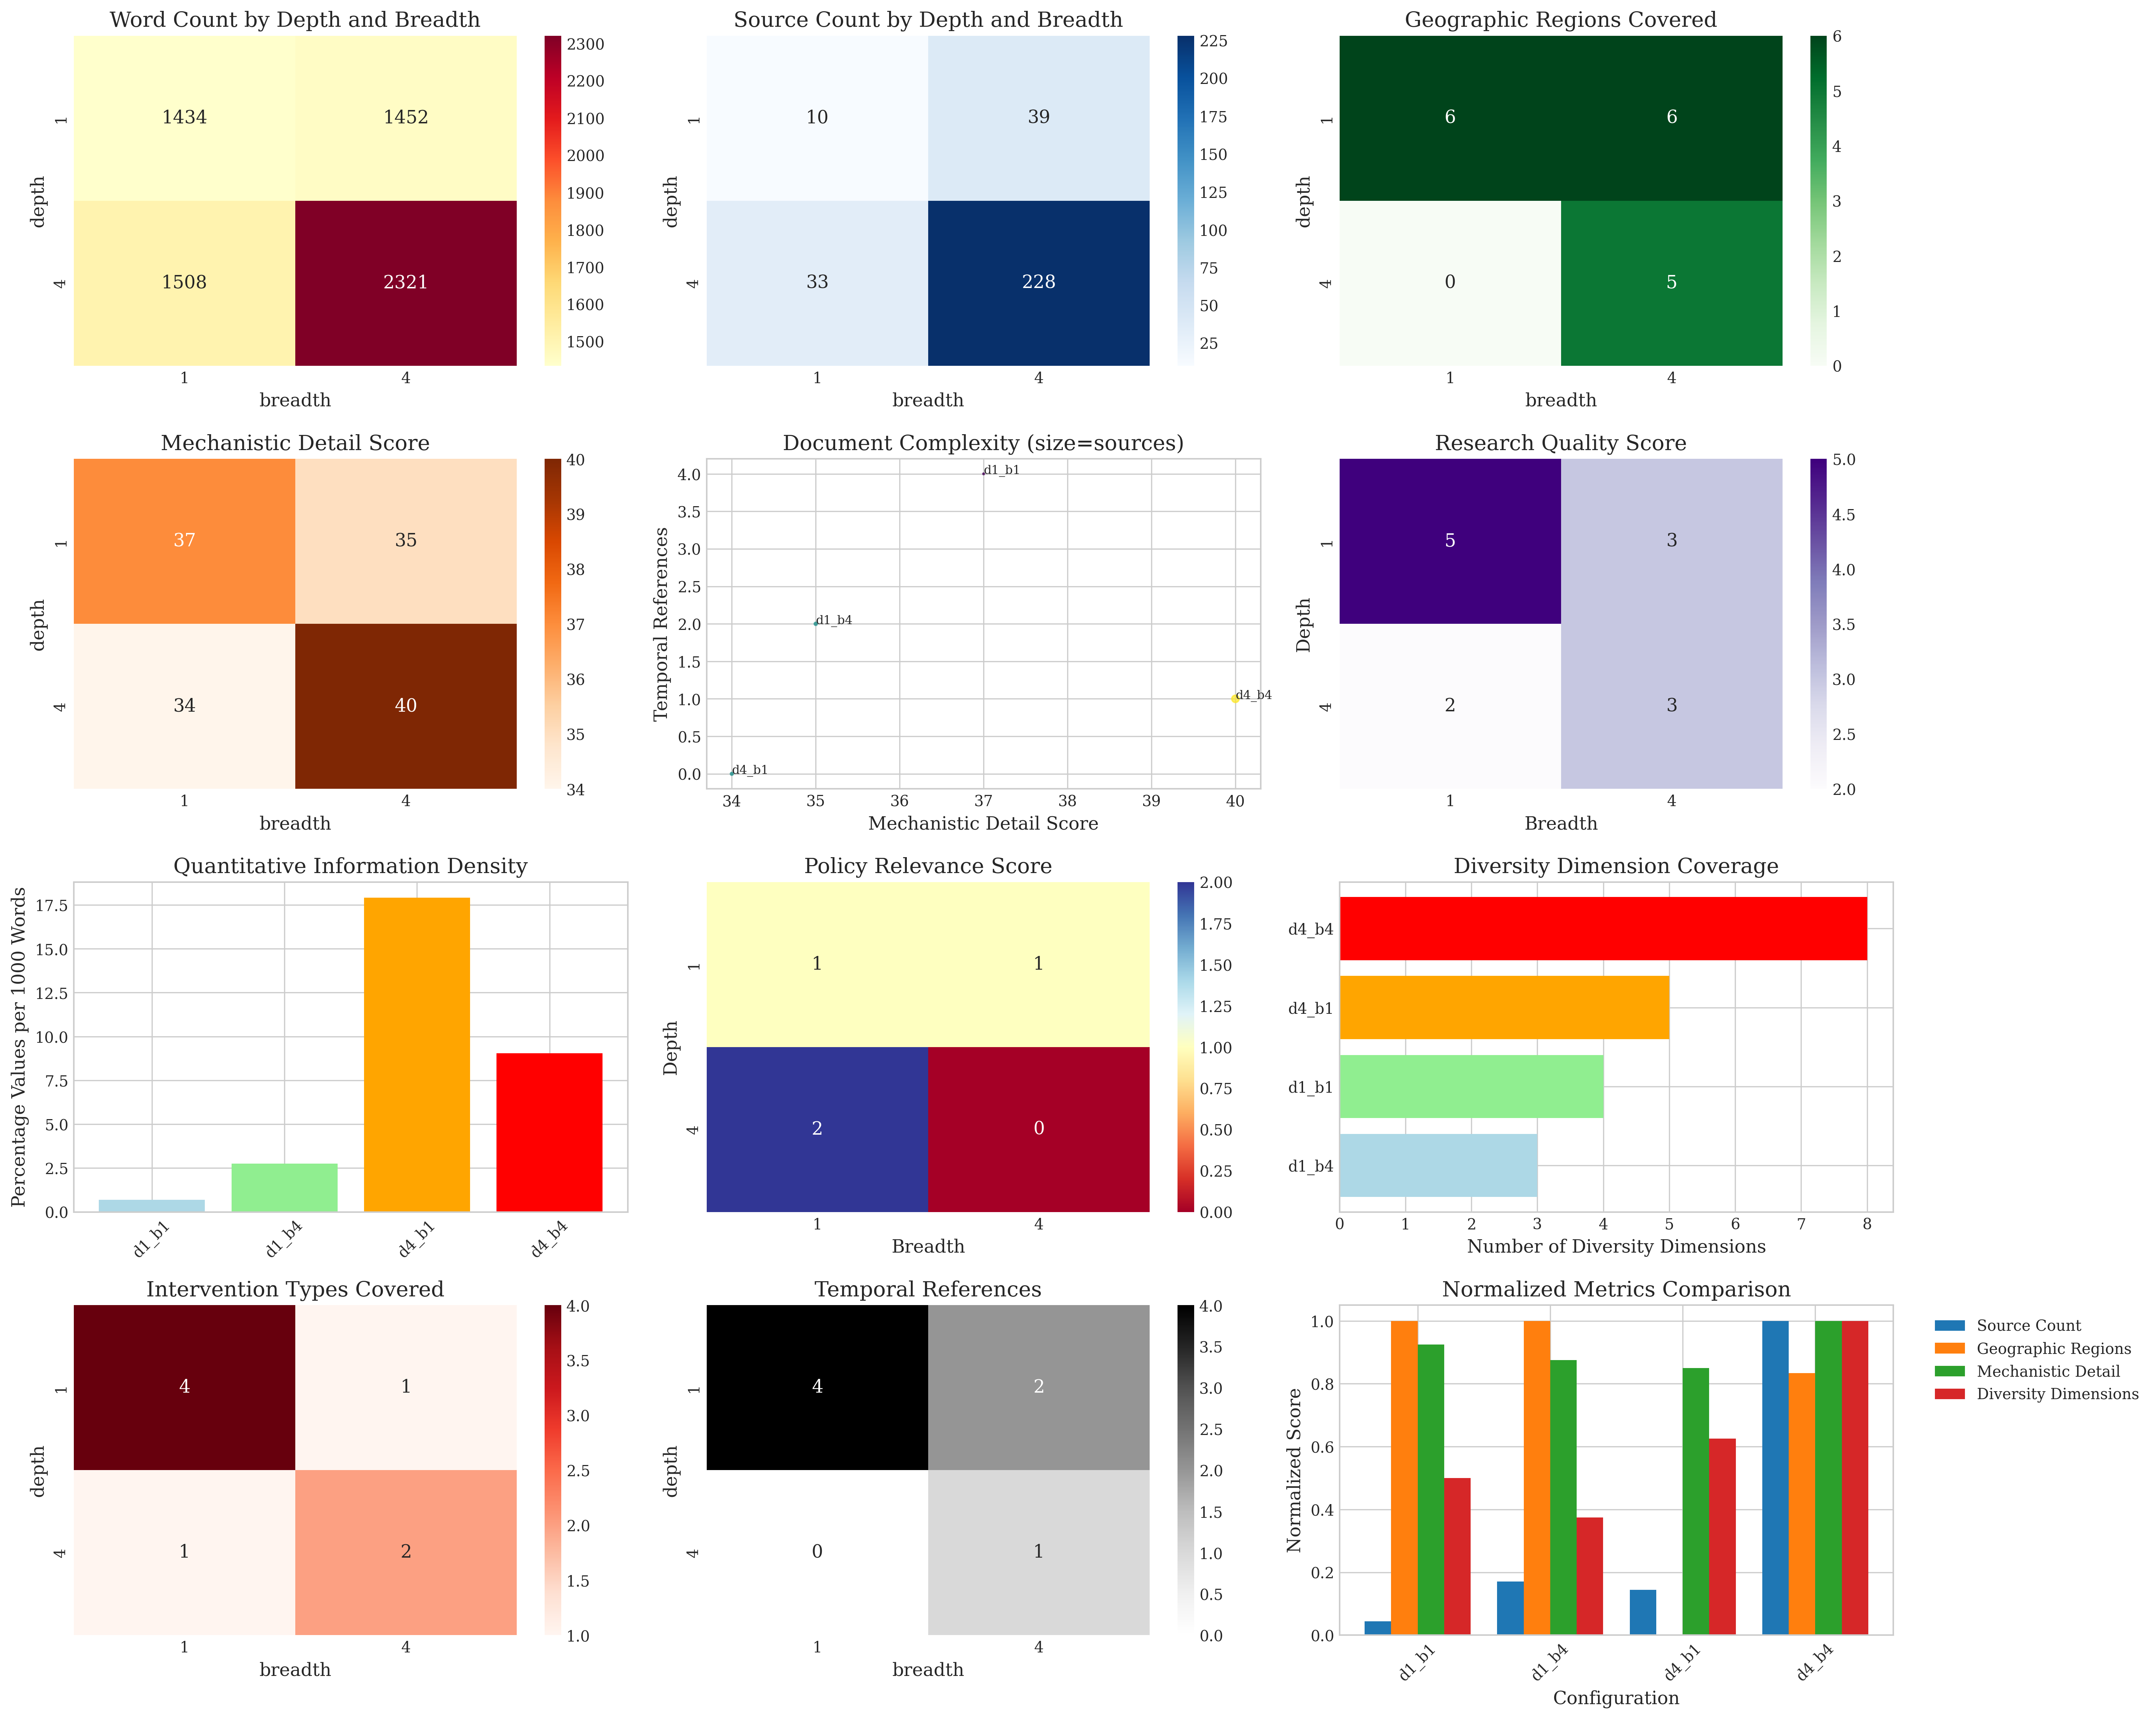 Word Count by Depth and Breadth
1434 1452
1508 2321
depth
1
4
1 4
breadth
2300
2200
2100
2000
1900
1800
1700
1600
1500
Source Count by Depth and Breadth
10 39
33 228
depth
1
4
1 4
breadth
225
200
175
150
125
100
75
50
25
Geographic Regions Covered
6 6
0 5
depth
1
4
1 4
breadth
6
5
4
3
2
1
0
Mechanistic Detail Score
37 35
34 40
depth
1
4
1 4
breadth
40
39
38
37
36
35
34
Document Complexity (size=sources)
Temporal References
4.0
3.5
3.0
2.5
2.0
1.5
1.0
0.5
0.0
d1_b1
d1_b4
d4_b4
d4_b1
34 35 36 37 38 39 40
Mechanistic Detail Score
Research Quality Score
5 3
2 3
Depth
1
4
1 4
Breadth
5.0
4.5
4.0
3.5
3.0
2.5
2.0
Quantitative Information Density
Percentage Values per 1000 Words
17.5
15.0
12.5
10.0
7.5
5.0
2.5
0.0
d1_b1 d1_b4 d4_b1 d4_b4
Policy Relevance Score
1 1
2 0
Depth
1
4
1 4
Breadth
2.00
1.75
1.50
1.25
1.00
0.75
0.50
0.25
0.00
Diversity Dimension Coverage
d4_b4
d4_b1
d1_b1
d1_b4
0 1 2 3 4 5 6 7 8
Number of Diversity Dimensions
Intervention Types Covered
4 1
1 2
depth
1
4
1 4
breadth
4.0
3.5
3.0
2.5
2.0
1.5
1.0
Temporal References
4 2
0 1
depth
1
4
1 4
breadth
4.0
3.5
3.0
2.5
2.0
1.5
1.0
0.5
0.0
Normalized Metrics Comparison
Normalized Score
1.0
0.8
0.6
0.4
0.2
0.0
d1_b1 d1_b4 d4_b1 d4_b4
Configuration
Source Count
Geographic Regions
Mechanistic Detail
Diversity Dimensions